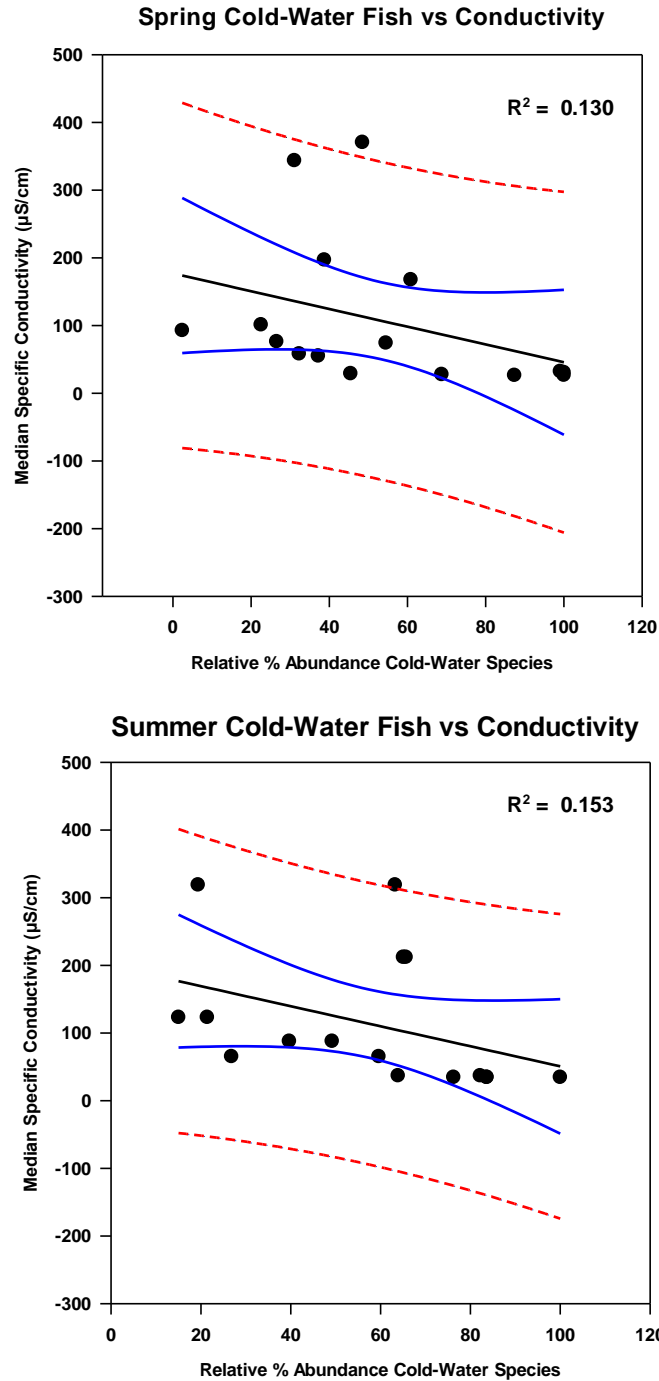 Spring Cold-Water Fish vs Conductivity
500
R² = 0.130
400
300
200
100
0
-100
-200
-300
Median Specific Conductivity (µS/cm)
0 20 40 60 80 100 120
Relative % Abundance Cold-Water Species
Summer Cold-Water Fish vs Conductivity
500
R² = 0.153
400
300
200
100
0
-100
-200
-300
Median Specific Conductivity (µS/cm)
0 20 40 60 80 100 120
Relative % Abundance Cold-Water Species